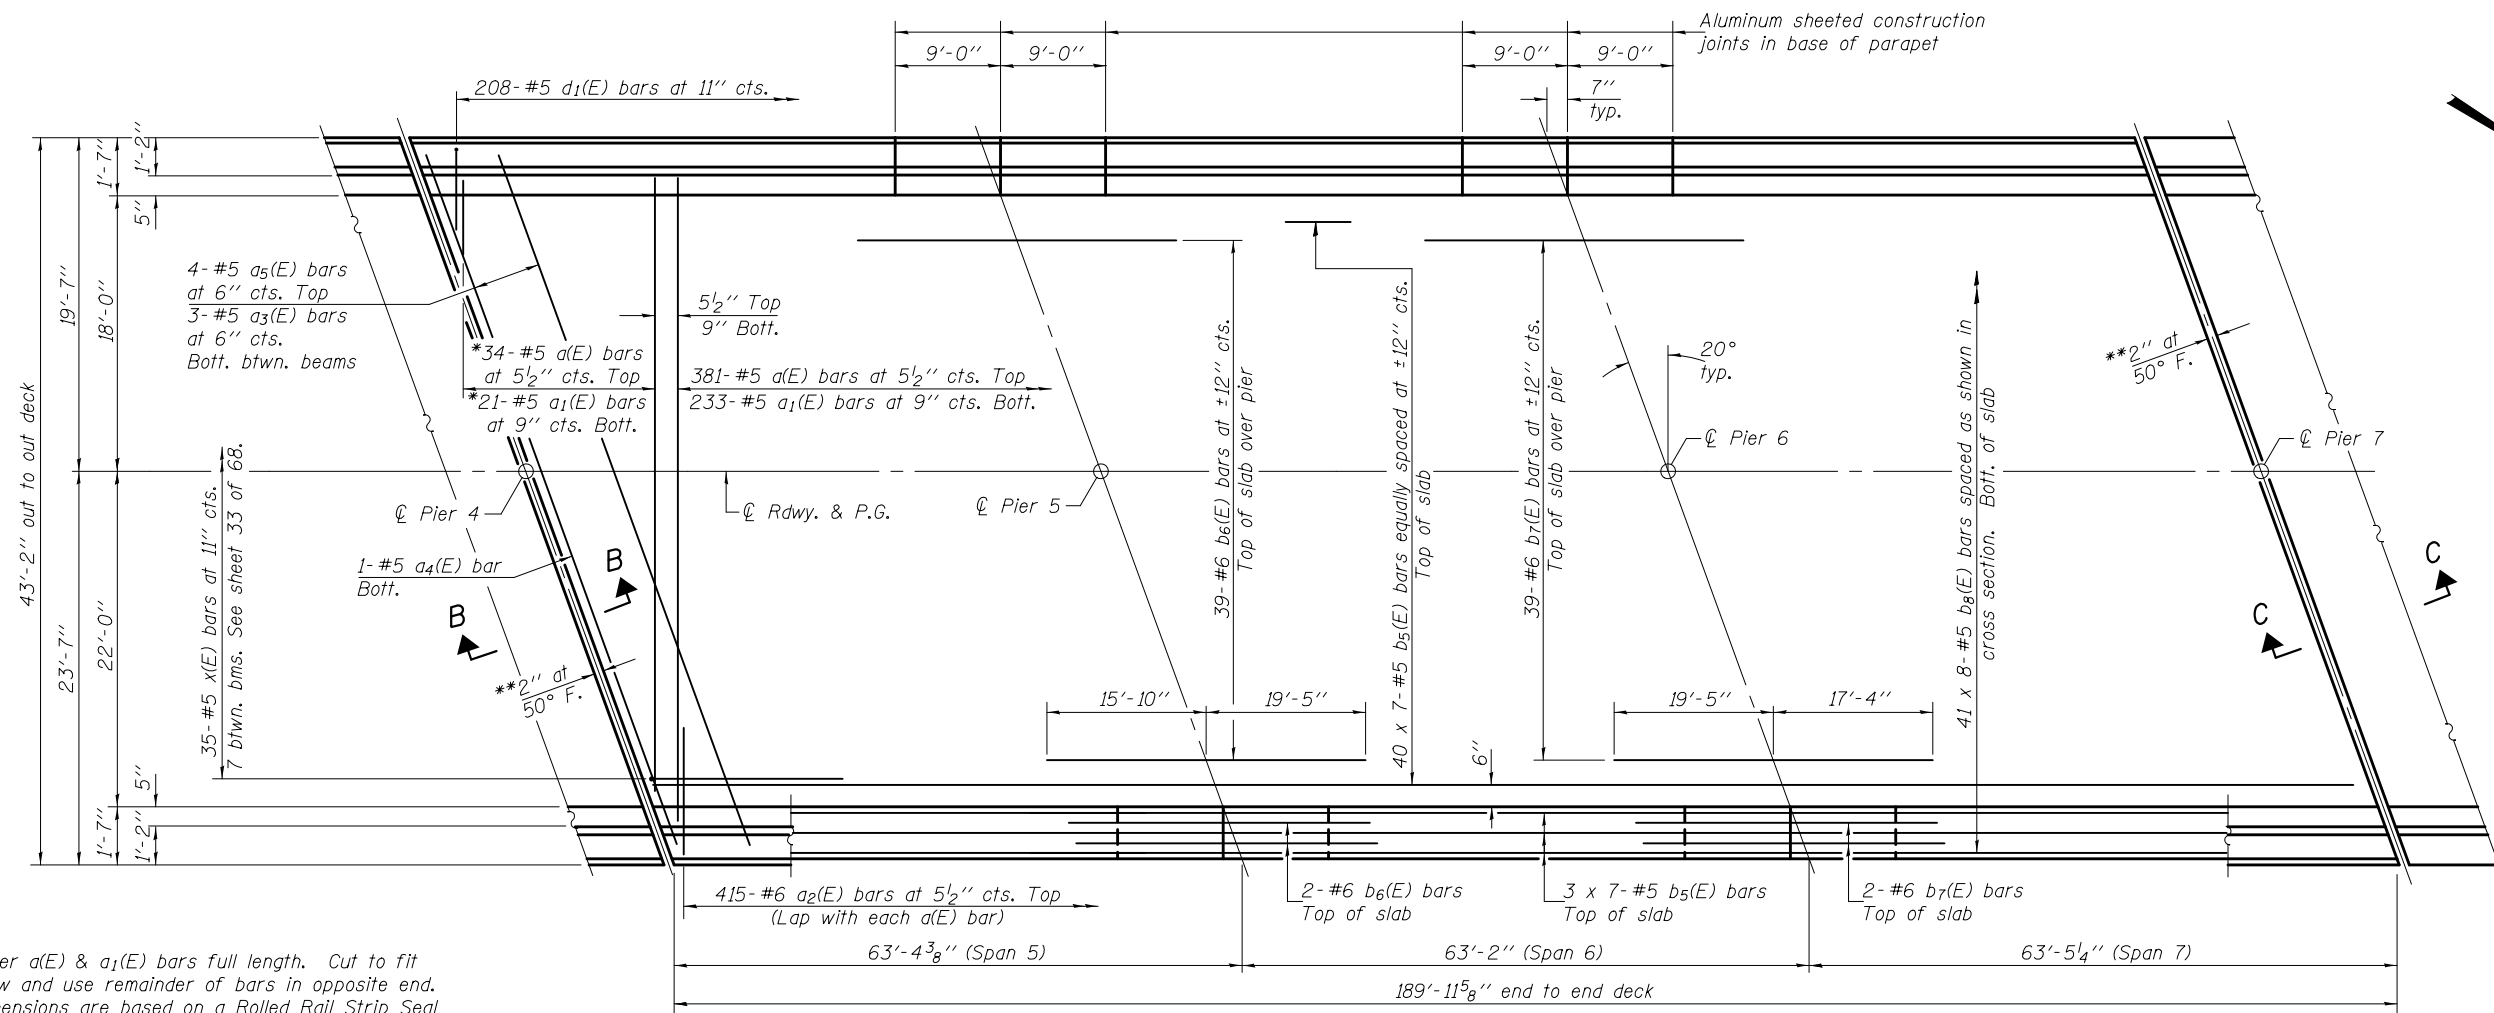 Aluminum sheeted construction
joints in base of parapet
9′-0″
9′-0″
9′-0″
9′-0″
7″
typ.
208-#5 d1(E) bars at 11″ cts.
1′-2″
1′-7″
5″
19′-7″
18′-0″
43′-2″ out to out deck
4-#5 a5(E) bars
at 6″ cts. Top
3-#5 a3(E) bars
at 6″ cts.
Bott. btwn. beams
5½″ Top
9″ Bott.
*34-#5 a(E) bars
at 5½″ cts. Top
*21-#5 a1(E) bars
at 9″ cts. Bott.
381-#5 a(E) bars at 5½″ cts. Top
233-#5 a1(E) bars at 9″ cts. Bott.
39-#6 b6(E) bars at ±12″ cts.
Top of slab over pier
40 x 7-#5 b5(E) bars equally spaced at ±12″ cts.
Top of slab
39-#6 b7(E) bars at ±12″ cts.
Top of slab over pier
20°
typ.
41 x 8-#5 b8(E) bars spaced as shown in
cross section. Bott. of slab
**2″ at
50° F.
℄ Pier 4
℄ Rdwy. & P.G.
℄ Pier 5
℄ Pier 6
℄ Pier 7
35-#5 x(E) bars at 11″ cts.
7 btwn. bms. See sheet 33 of 68.
1-#5 a4(E) bar
Bott.
B
B
C
C
23′-7″
22′-0″
**2″ at
50° F.
15′-10″
19′-5″
19′-5″
17′-4″
6″
5″
1′-7″
1′-2″
415-#6 a2(E) bars at 5½″ cts. Top
(Lap with each a(E) bar)
2-#6 b6(E) bars
Top of slab
3 x 7-#5 b5(E) bars
Top of slab
2-#6 b7(E) bars
Top of slab
63′-4⅜″ (Span 5)
63′-2″ (Span 6)
63′-5¼″ (Span 7)
189′-11⅝″ end to end deck
a(E) & a1(E) bars full length. Cut to fit
and use remainder of bars in opposite end.
are based on a Rolled Rail Strip Seal